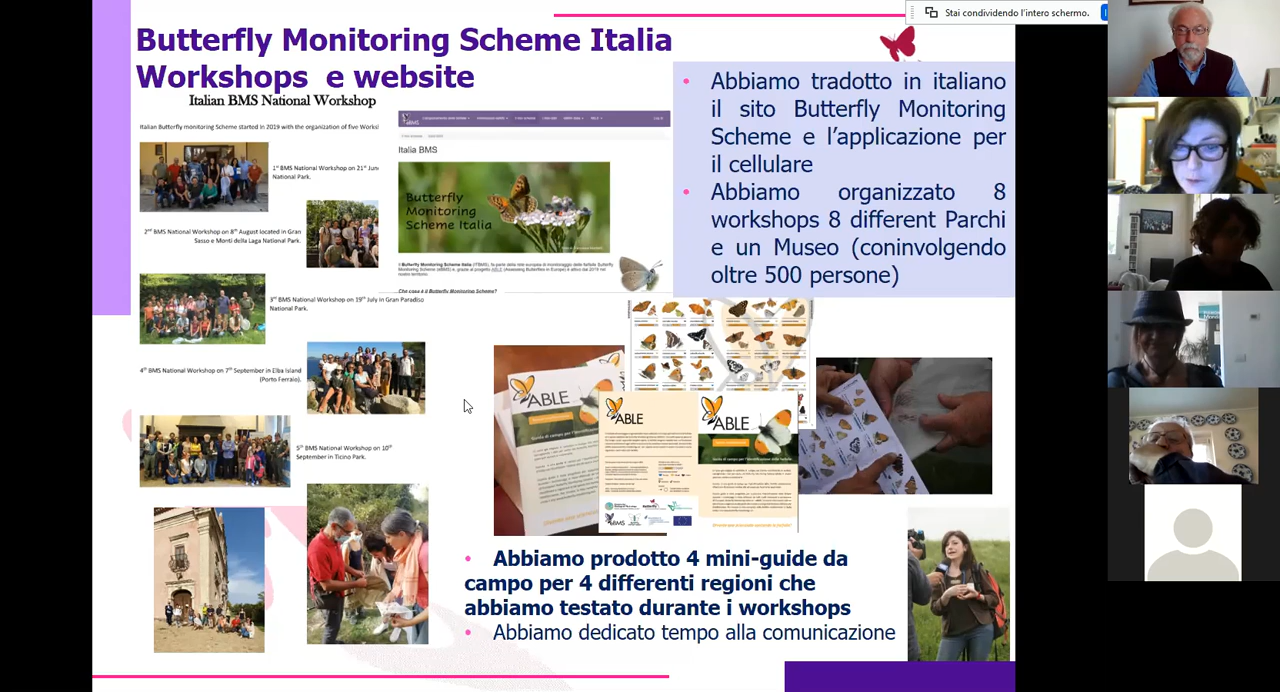 Stai condividendo l'intero schermo.
Butterfly Monitoring Scheme Italia
Workshops e website
Italian BMS National Workshop
Italian Butterfly monitoring Scheme started in 2019 with the organization of five Works
1st BMS National Workshop on 21st June
National Park.
2nd BMS National Workshop on 8th August located in Gran
Sasso e Monti della Laga National Park.
3rd BMS National Workshop on 19th July in Gran Paradiso
National Park.
4th BMS National Workshop on 7th September in Elba Island
(Porto Ferraio).
5th BMS National Workshop on 10th
September in Ticino Park.
Italia BMS
Butterfly
Monitoring
Scheme Italia
Che cosa è il Butterfly Monitoring Scheme?
• Abbiamo tradotto in italiano
il sito Butterfly Monitoring
Scheme e l'applicazione per
il cellulare
• Abbiamo organizzato 8
workshops 8 different Parchi
e un Museo (coninvolgendo
oltre 500 persone)
ABLE
ABLE
ABLE
• Abbiamo prodotto 4 mini-guide da
campo per 4 differenti regioni che
abbiamo testato durante i workshops
• Abbiamo dedicato tempo alla comunicazione